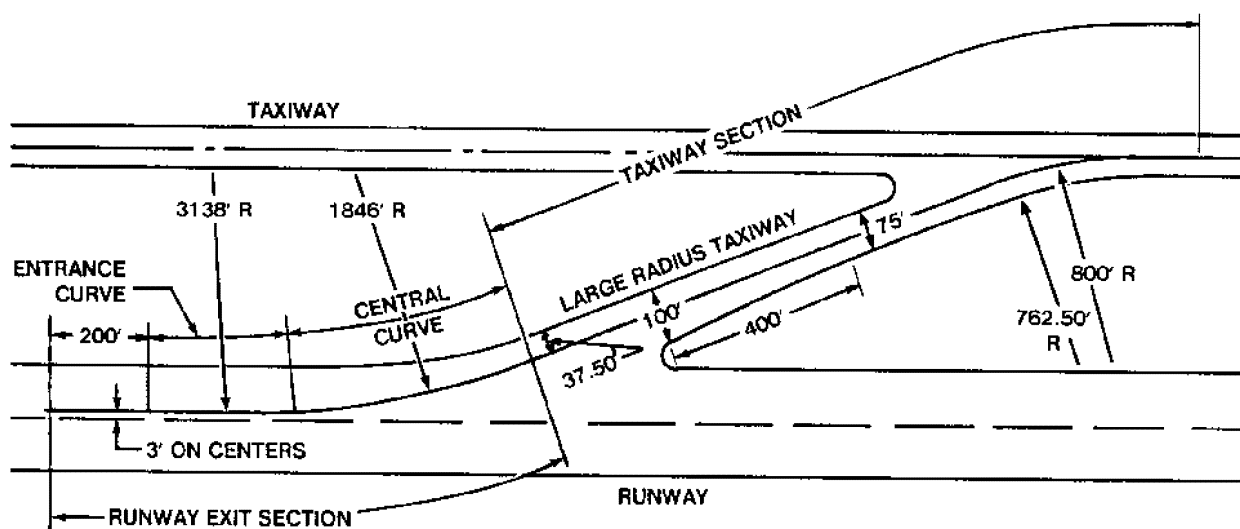 TAXIWAY
TAXIWAY SECTION
3138' R
1846' R
LARGE RADIUS TAXIWAY
75'
ENTRANCE
CURVE
CENTRAL
CURVE
800' R
200'
100'
400'
762.50'
R
37.50'
3' ON CENTERS
RUNWAY
RUNWAY EXIT SECTION